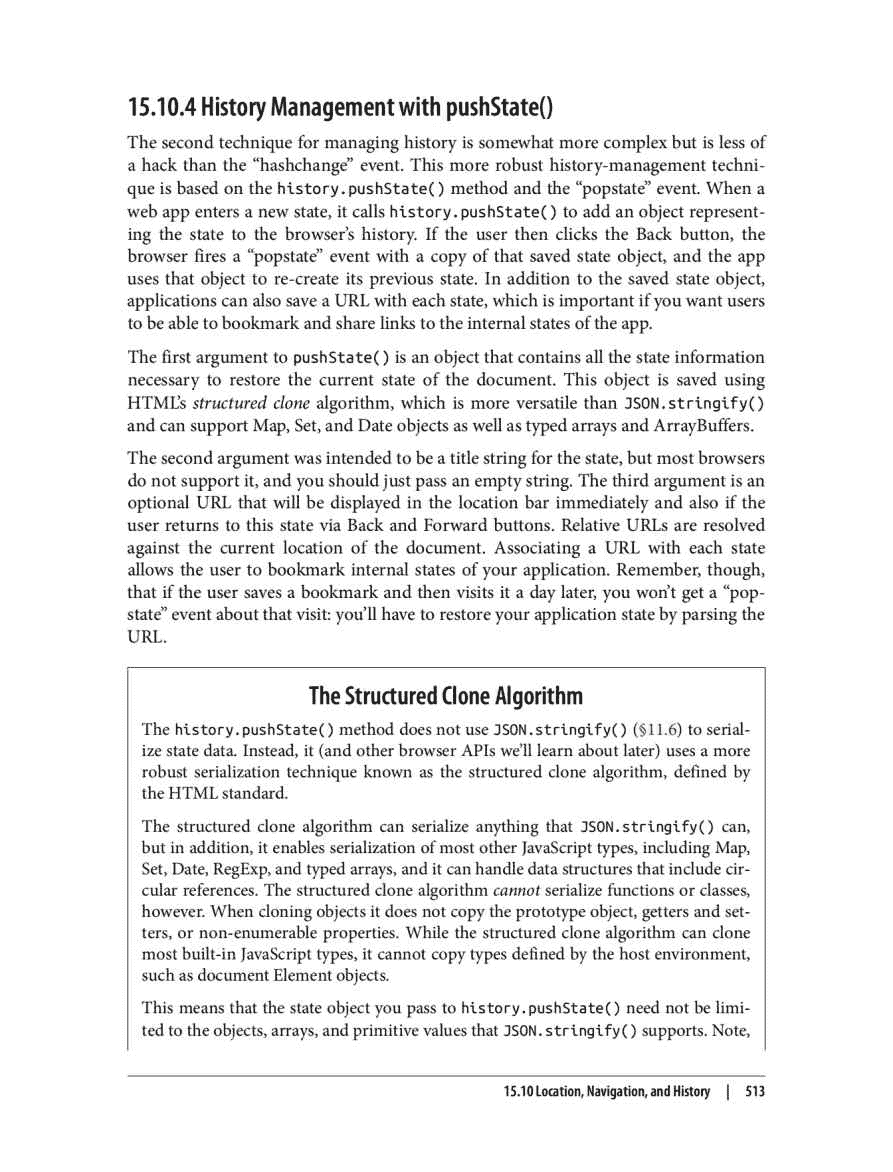 15.10.4 History Management with pushState()
The second technique for managing history is somewhat more complex but is less of
a hack than the “hashchange” event. This more robust history-management techni-
que is based on the history.pushState() method and the “popstate” event. When a
web app enters a new state, it calls history.pushState() to add an object represent-
ing the state to the browser’s history. If the user then clicks the Back button, the
browser fires a “popstate” event with a copy of that saved state object, and the app
uses that object to re-create its previous state. In addition to the saved state object,
applications can also save a URL with each state, which is important if you want users
to be able to bookmark and share links to the internal states of the app.
The first argument to pushState() is an object that contains all the state information
necessary to restore the current state of the document. This object is saved using
HTML’s structured clone algorithm, which is more versatile than JSON.stringify()
and can support Map, Set, and Date objects as well as typed arrays and ArrayBuffers.
The second argument was intended to be a title string for the state, but most browsers
do not support it, and you should just pass an empty string. The third argument is an
optional URL that will be displayed in the location bar immediately and also if the
user returns to this state via Back and Forward buttons. Relative URLs are resolved
against the current location of the document. Associating a URL with each state
allows the user to bookmark internal states of your application. Remember, though,
that if the user saves a bookmark and then visits it a day later, you won’t get a “pop-
state” event about that visit: you’ll have to restore your application state by parsing the
URL.
The Structured Clone Algorithm
The history.pushState() method does not use JSON.stringify() (§11.6) to serial-
ize state data. Instead, it (and other browser APIs we’ll learn about later) uses a more
robust serialization technique known as the structured clone algorithm, defined by
the HTML standard.
The structured clone algorithm can serialize anything that JSON.stringify() can,
but in addition, it enables serialization of most other JavaScript types, including Map,
Set, Date, RegExp, and typed arrays, and it can handle data structures that include cir-
cular references. The structured clone algorithm cannot serialize functions or classes,
however. When cloning objects it does not copy the prototype object, getters and set-
ters, or non-enumerable properties. While the structured clone algorithm can clone
most built-in JavaScript types, it cannot copy types defined by the host environment,
such as document Element objects.
This means that the state object you pass to history.pushState() need not be limi-
ted to the objects, arrays, and primitive values that JSON.stringify() supports. Note,
15.10 Location, Navigation, and History | 513